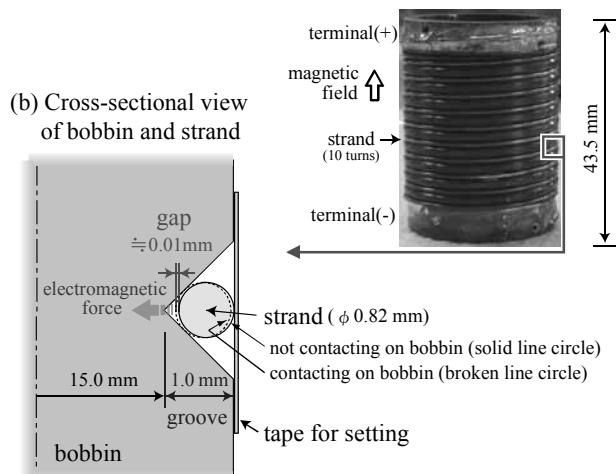 terminal(+)
magnetic
field
strand
(10 turns)
terminal(-)
43.5 mm
(b) Cross-sectional view
of bobbin and strand
gap
≒0.01mm
electromagnetic
force
strand ( ϕ 0.82 mm)
not contacting on bobbin (solid line circle)
contacting on bobbin (broken line circle)
15.0 mm
1.0 mm
groove
tape for setting
bobbin